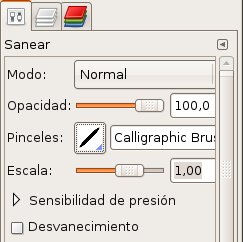 Sanear
Modo: Normal
Opacidad: 100,0
Pinceles: Calligraphic Brus
Escala: 1,00
Sensibilidad de presión
Desvanecimiento